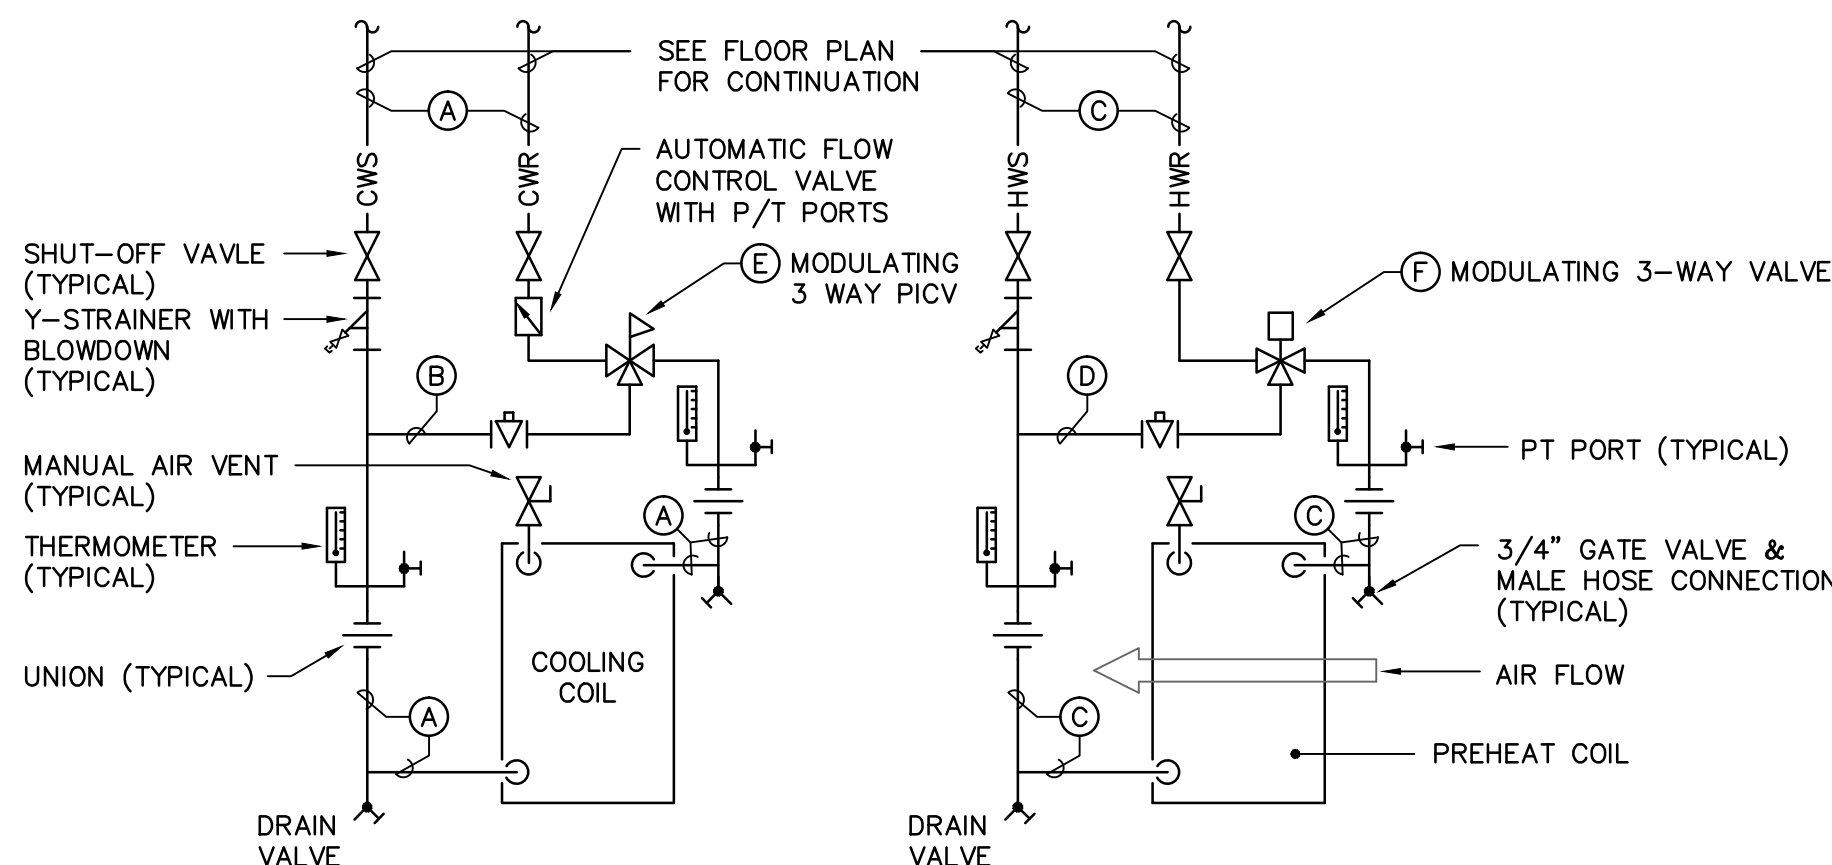 SEE FLOOR PLAN
FOR CONTINUATION
A
C
CWS
CWR
HWS
HWR
AUTOMATIC FLOW
CONTROL VALVE
WITH P/T PORTS
SHUT-OFF VAVLE
(TYPICAL)
E MODULATING
3 WAY PICV
F MODULATING 3-WAY VALVE
Y-STRAINER WITH
BLOWDOWN
(TYPICAL)
B
D
MANUAL AIR VENT
(TYPICAL)
PT PORT (TYPICAL)
A
C
THERMOMETER
(TYPICAL)
3/4" GATE VALVE &
MALE HOSE CONNECTION
(TYPICAL)
UNION (TYPICAL)
COOLING
COIL
AIR FLOW
A
C
PREHEAT COIL
DRAIN
VALVE
DRAIN
VALVE